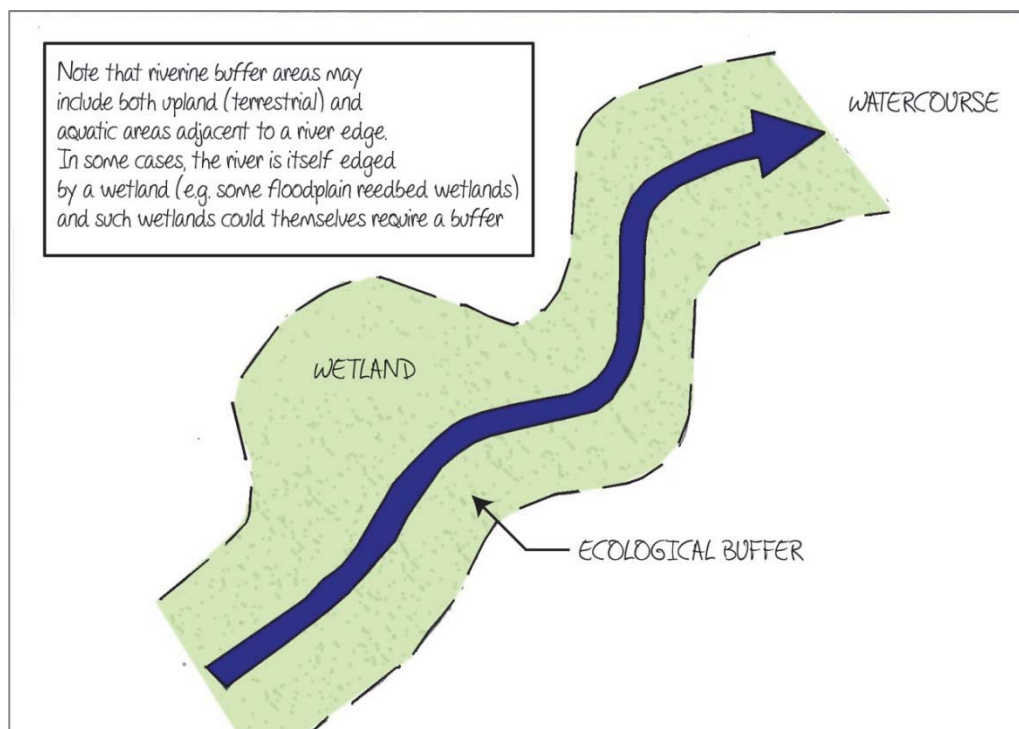 Note that riverine buffer areas may
include both upland (terrestrial) and
aquatic areas adjacent to a river edge.
In some cases, the river is itself edged
by a wetland (e.g. some floodplain reedbed wetlands)
and such wetlands could themselves require a buffer
WATERCOURSE
WETLAND
ECOLOGICAL BUFFER